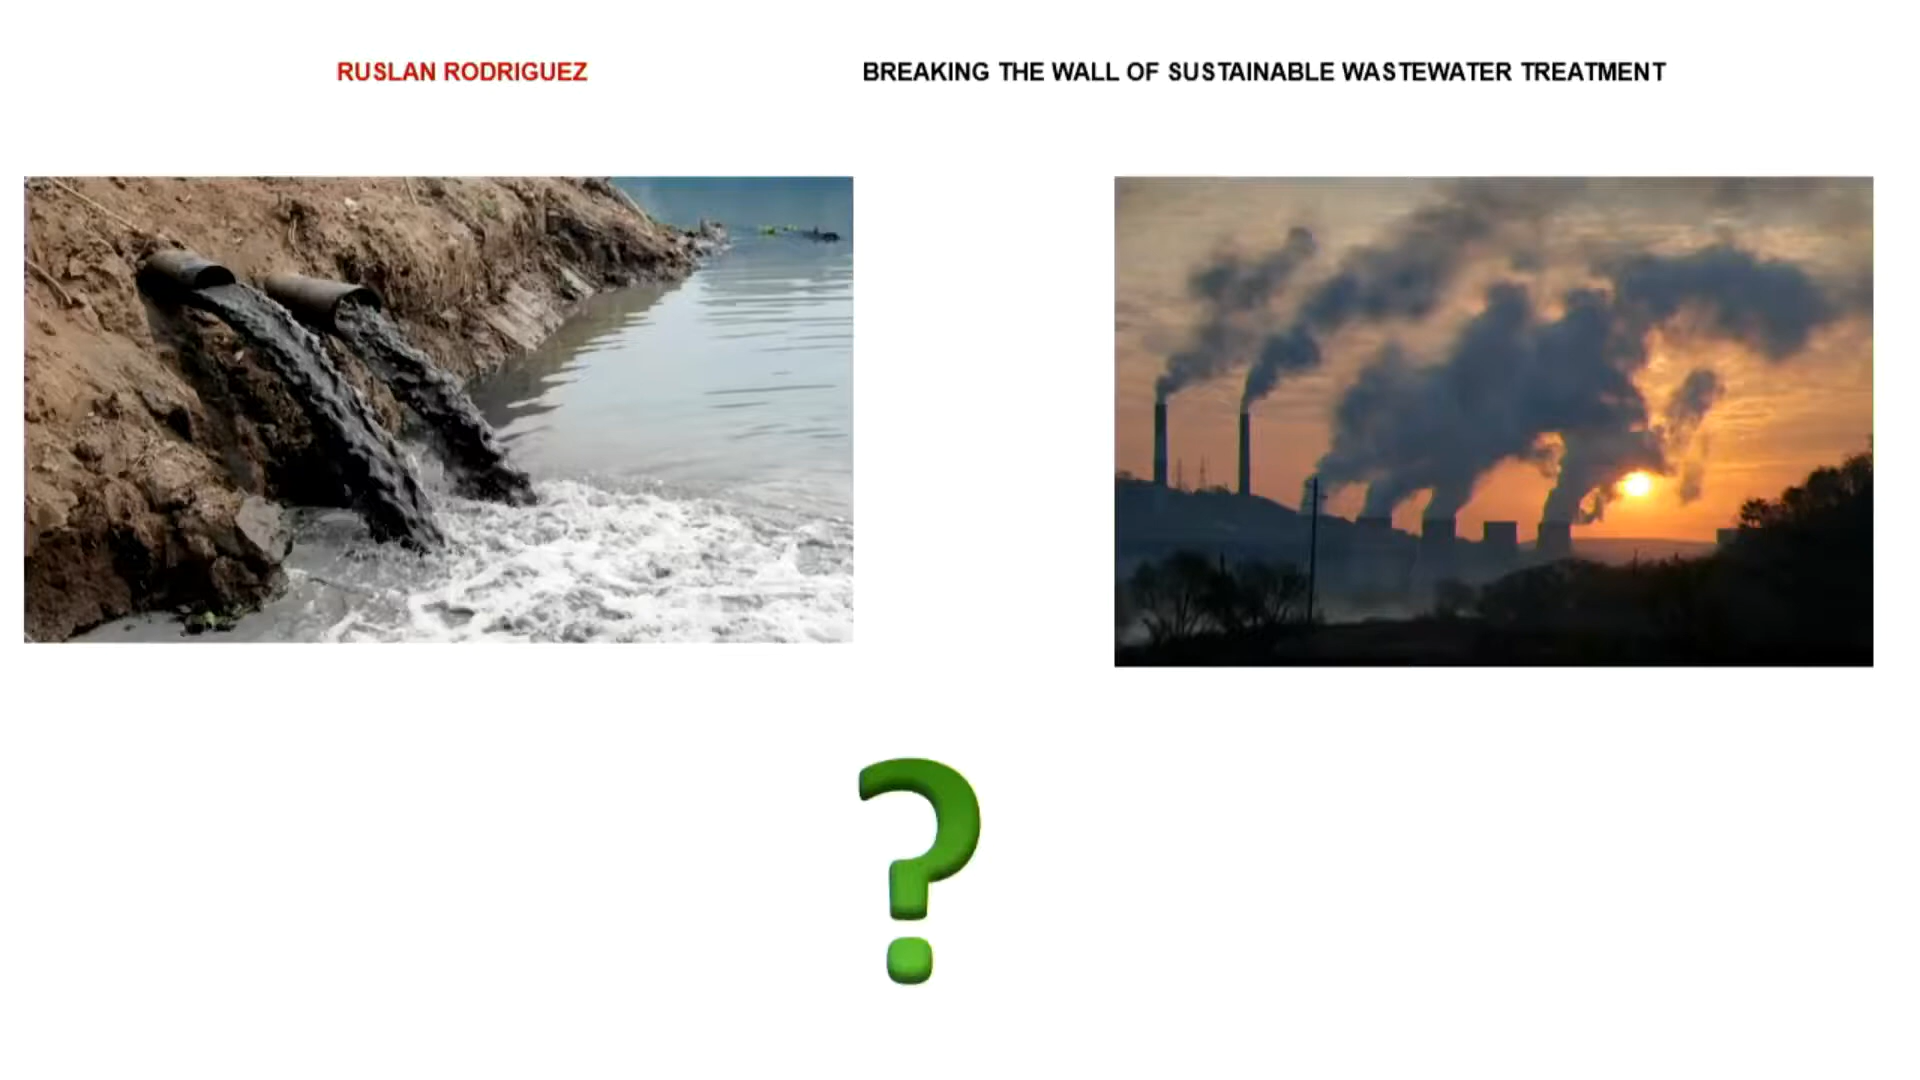 RUSLAN RODRIGUEZ
BREAKING THE WALL OF SUSTAINABLE WASTEWATER TREATMENT
?